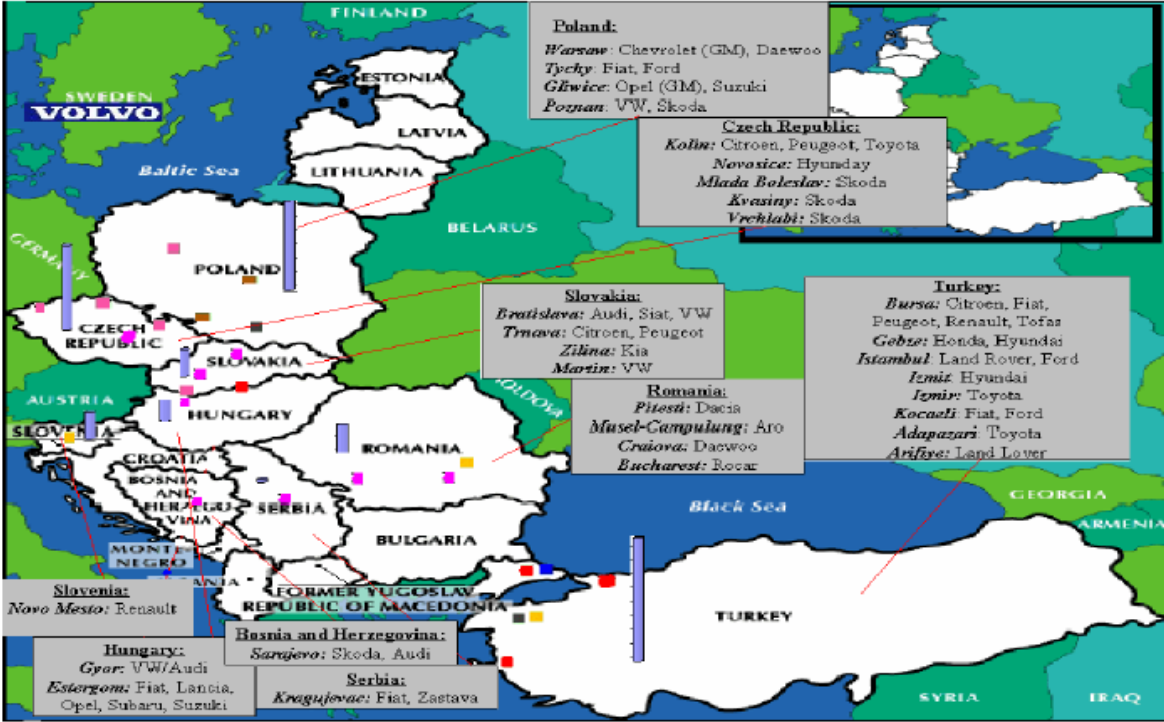 FINLAND
SWEDEN
VOLVO
ESTONIA
LATVIA
LITHUANIA
Baltic Sea
BELARUS
GERMANY
POLAND
CZECH
REPUBLIC
SLOVAKIA
AUSTRIA
HUNGARY
MOLDOVA
SLOVENIA
CROATIA
BOSNIA
AND
HERZEGO
VINA
SERBIA
ROMANIA
BULGARIA
MONTE-
NEGRO
FORMER YUGOSLAV
REPUBLIC OF MACEDONIA
Black Sea
GEORGIA
ARMENIA
TURKEY
SYRIA
IRAQ
Poland:
Warsaw: Chevrolet (GM), Daewoo
Tychy: Fiat, Ford
Gliwice: Opel (GM), Suzuki
Poznan: VW, Skoda
Czech Republic:
Kolin: Citroen, Peugeot, Toyota
Novosice: Hyunday
Mlada Boleslav: Skoda
Kvasiny: Skoda
Vrchlabi: Skoda
Slovakia:
Bratislava: Audi, Siat, VW
Trnava: Citroen, Peugeot
Zilina: Kia
Martin: VW
Romania:
Pitesti: Dacia
Musel-Campulung: Aro
Craiova: Daewoo
Bucharest: Rocar
Turkey:
Bursa: Citroen, Fiat,
Peugeot, Renault, Tofas
Gebze: Honda, Hyundai
Istambul: Land Rover, Ford
Izmit: Hyundai
Izmir: Toyota
Kocaeli: Fiat, Ford
Adapazari: Toyota
Arifiye: Land Lover
Slovenia:
Novo Mesto: Renault
Hungary:
Gyor: VW/Audi
Estergom: Fiat, Lancia,
Opel, Subaru, Suzuki
Bosnia and Herzegovina:
Sarajevo: Skoda, Audi
Serbia:
Kragujevac: Fiat, Zastava